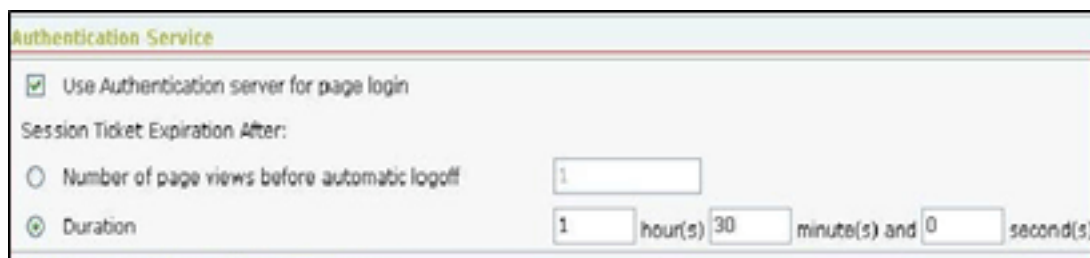 Authentication Service
Use Authentication server for page login
Session Ticket Expiration After:
Number of page views before automatic logoff 1
Duration 1 hour(s) 30 minute(s) and 0 second(s)